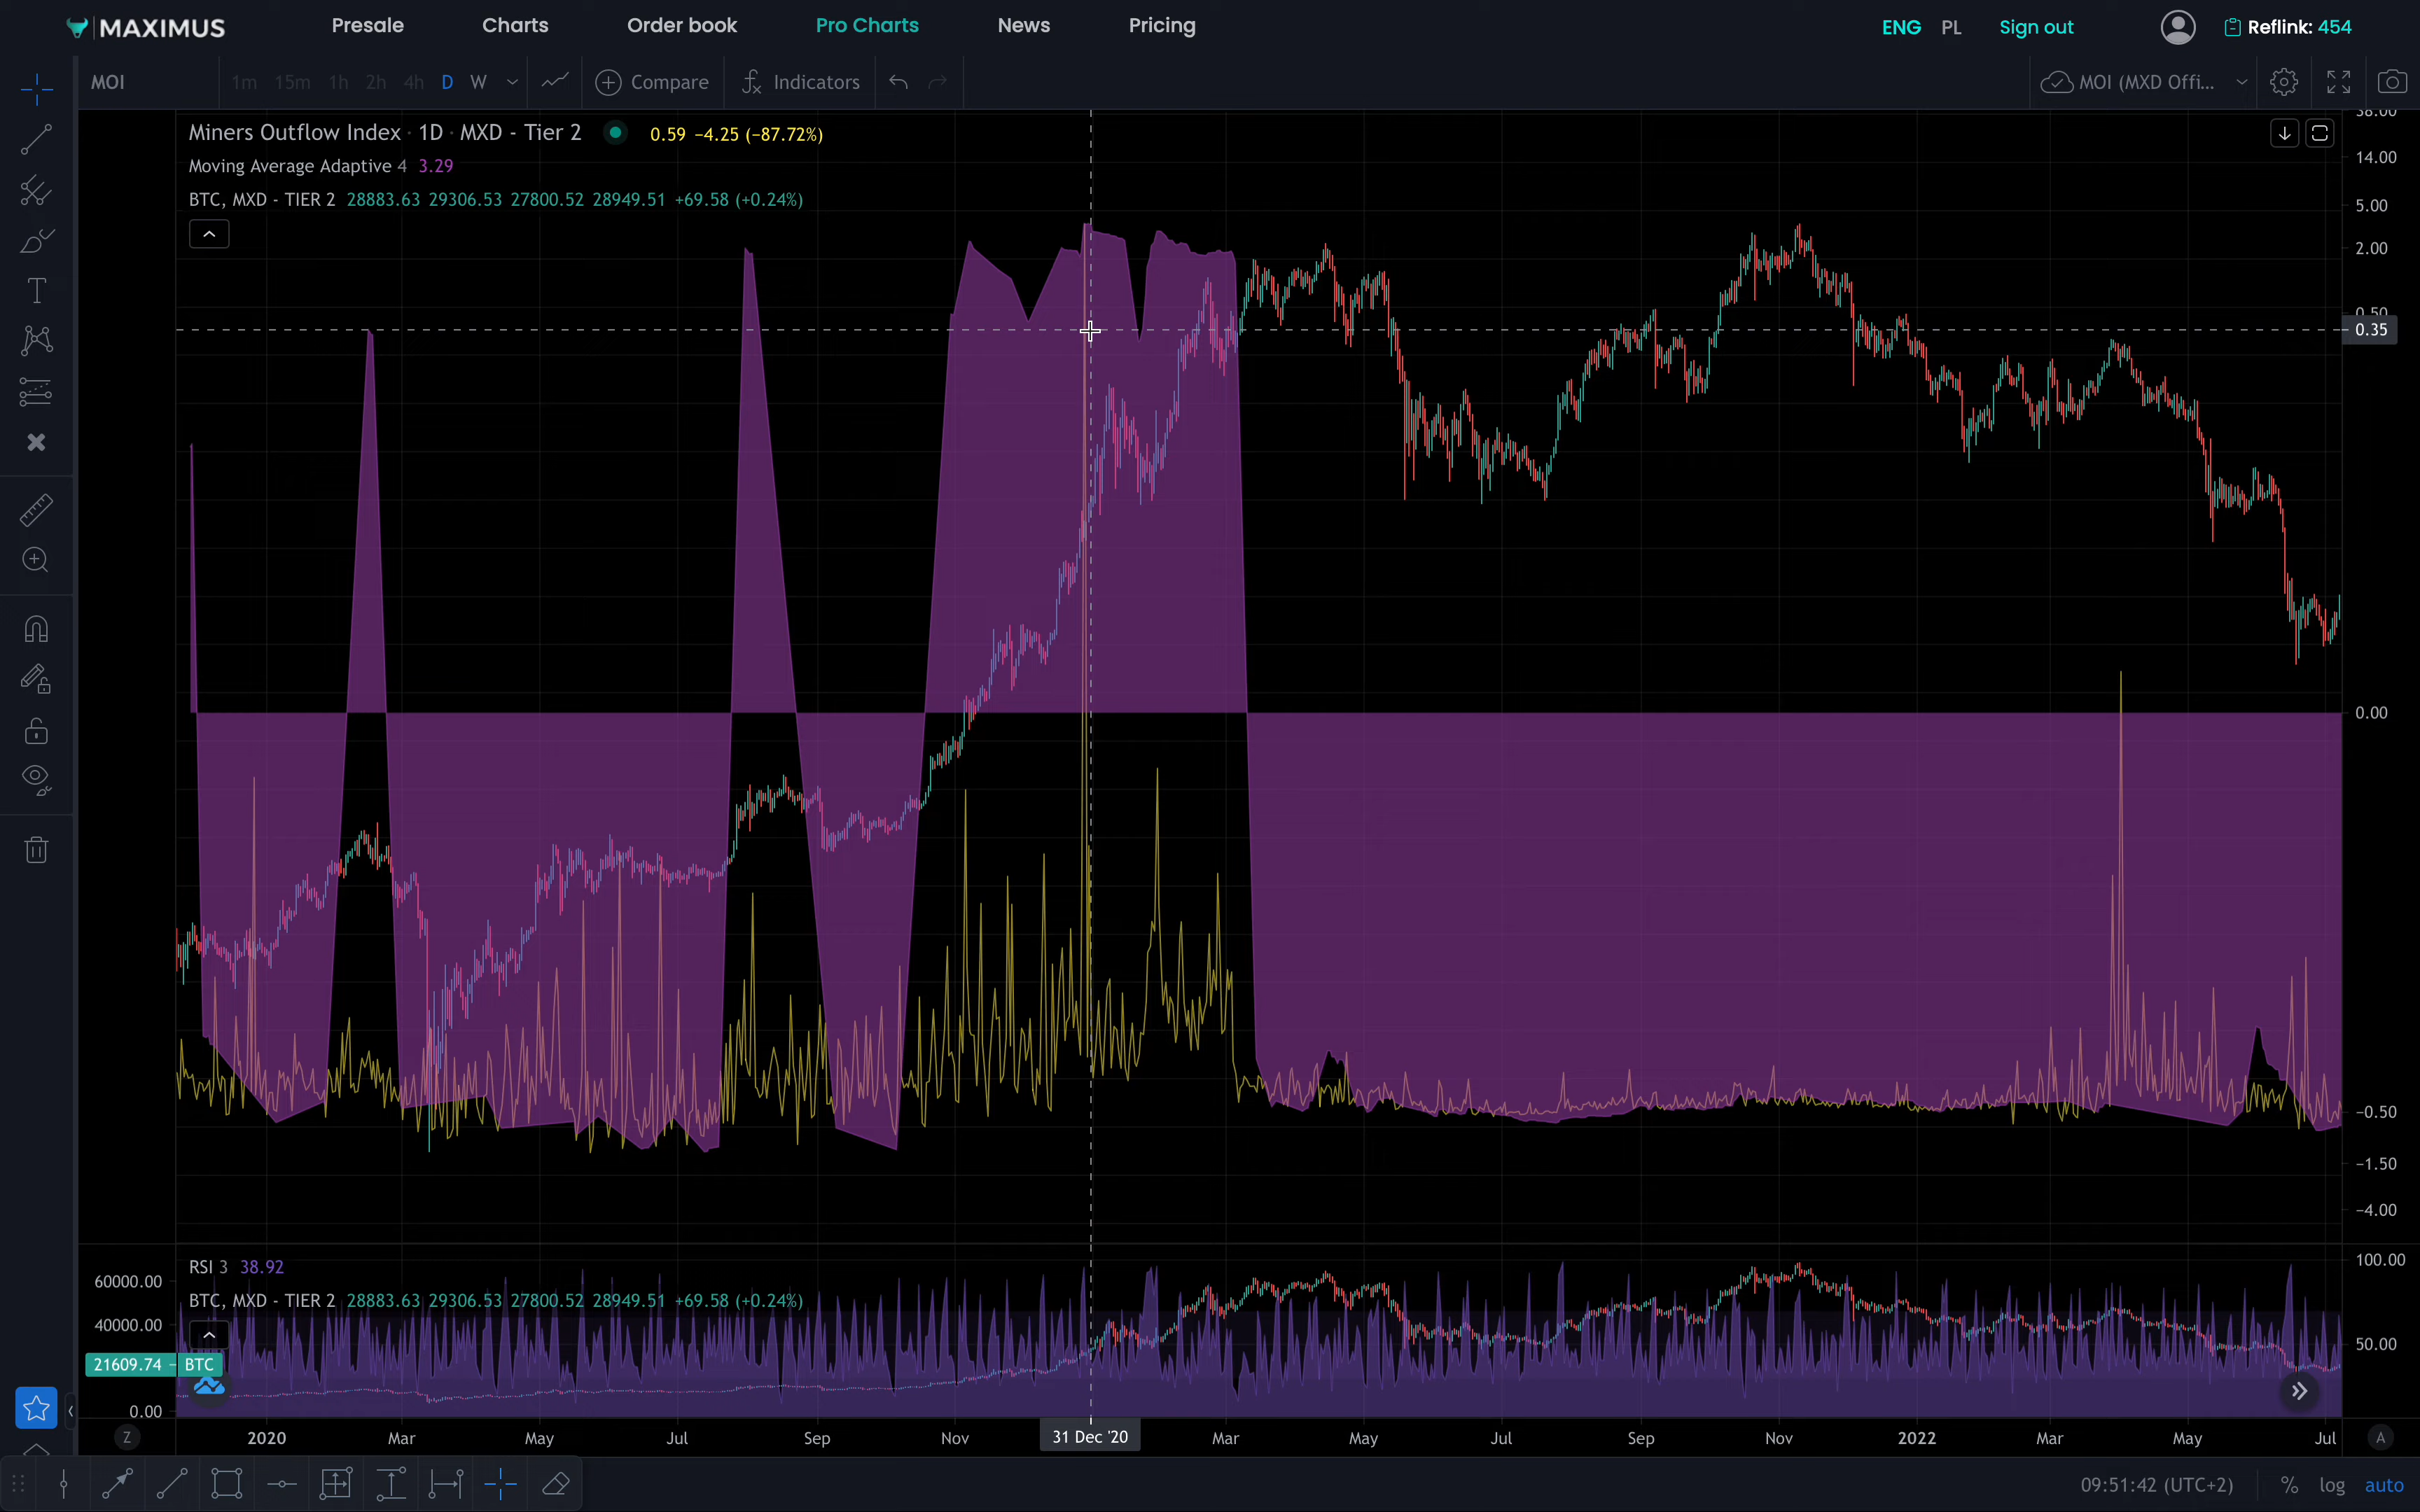 MAXIMUS Presale Charts Order book Pro Charts News Pricing ENG PL Sign out Reflink: 454
MOI 1m 15m 1h 2h 4h D W Compare Indicators MOI (MXD Offi...
Miners Outflow Index · 1D · MXD - Tier 2 0.59 −4.25 (−87.72%)
Moving Average Adaptive 4 3.29
BTC, MXD - TIER 2 28883.63 29306.53 27800.52 28949.51 +69.58 (+0.24%)
38.00
14.00
5.00
2.00
0.50
0.35
0.00
−0.50
−1.50
−4.00
RSI 3 38.92
BTC, MXD - TIER 2 28883.63 29306.53 27800.52 28949.51 +69.58 (+0.24%)
60000.00
40000.00
21609.74 BTC
0.00
100.00
50.00
Z 2020 Mar May Jul Sep Nov 31 Dec '20 Mar May Jul Sep Nov 2022 Mar May Jul A
09:51:42 (UTC+2) % log auto